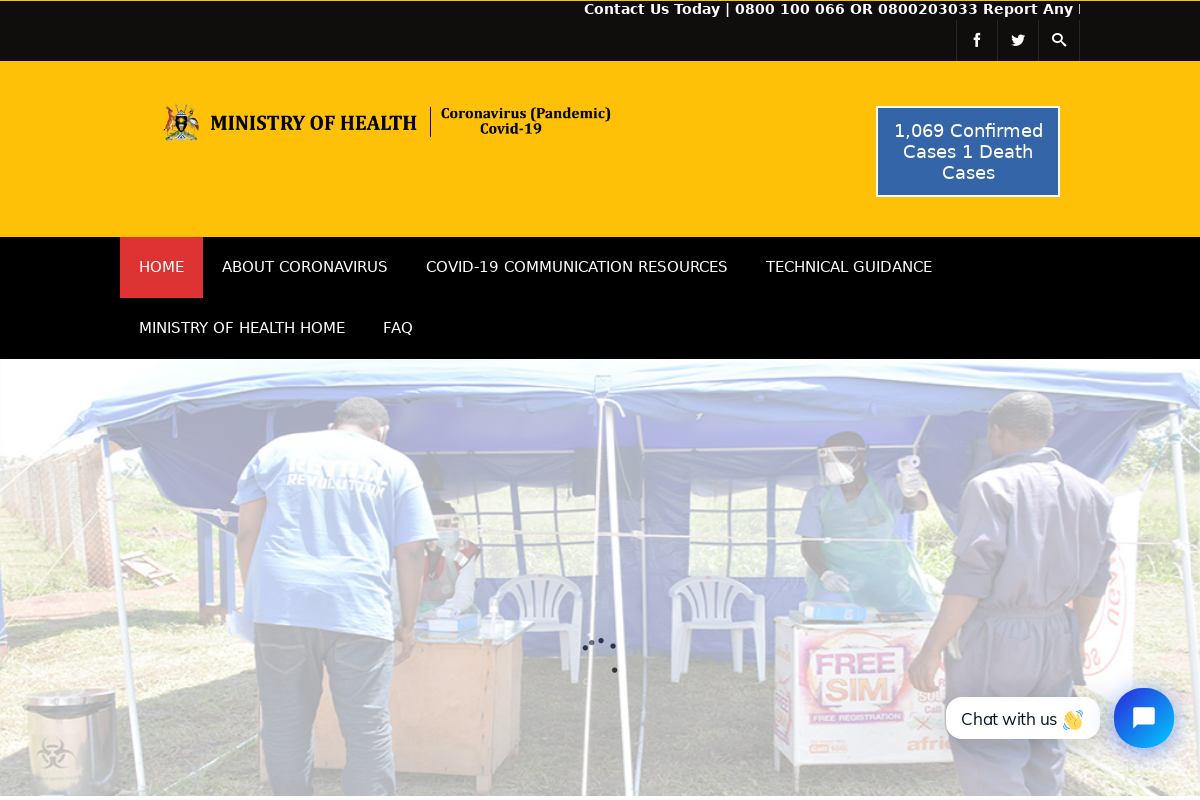 Contact Us Today | 0800 100 066 OR 0800203033 Report Any
MINISTRY OF HEALTH
Coronavirus (Pandemic)
Covid-19
1,069 Confirmed
Cases 1 Death
Cases
HOME
ABOUT CORONAVIRUS
COVID-19 COMMUNICATION RESOURCES
TECHNICAL GUIDANCE
MINISTRY OF HEALTH HOME
FAQ
REVOLUTION
FREE
SIM
FREE REGISTRATION
Chat with us